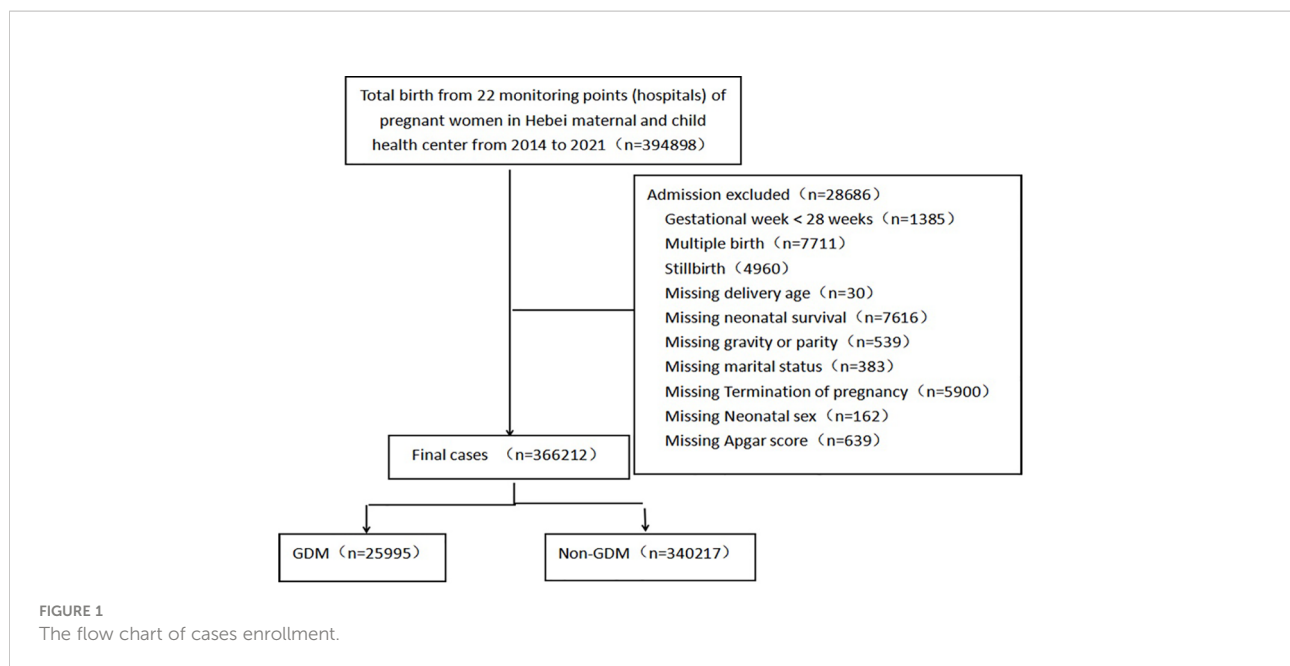 Total birth from 22 monitoring points (hospitals) of
pregnant women in Hebei maternal and child
health center from 2014 to 2021（n=394898）
Admission excluded（n=28686）
Gestational week < 28 weeks（n=1385）
Multiple birth（n=7711）
Stillbirth（4960）
Missing delivery age（n=30）
Missing neonatal survival（n=7616）
Missing gravity or parity（n=539）
Missing marital status（n=383）
Missing Termination of pregnancy（n=5900）
Missing Neonatal sex（n=162）
Missing Apgar score（n=639）
Final cases （n=366212）
GDM（n=25995）
Non-GDM（n=340217）
FIGURE 1
The flow chart of cases enrollment.